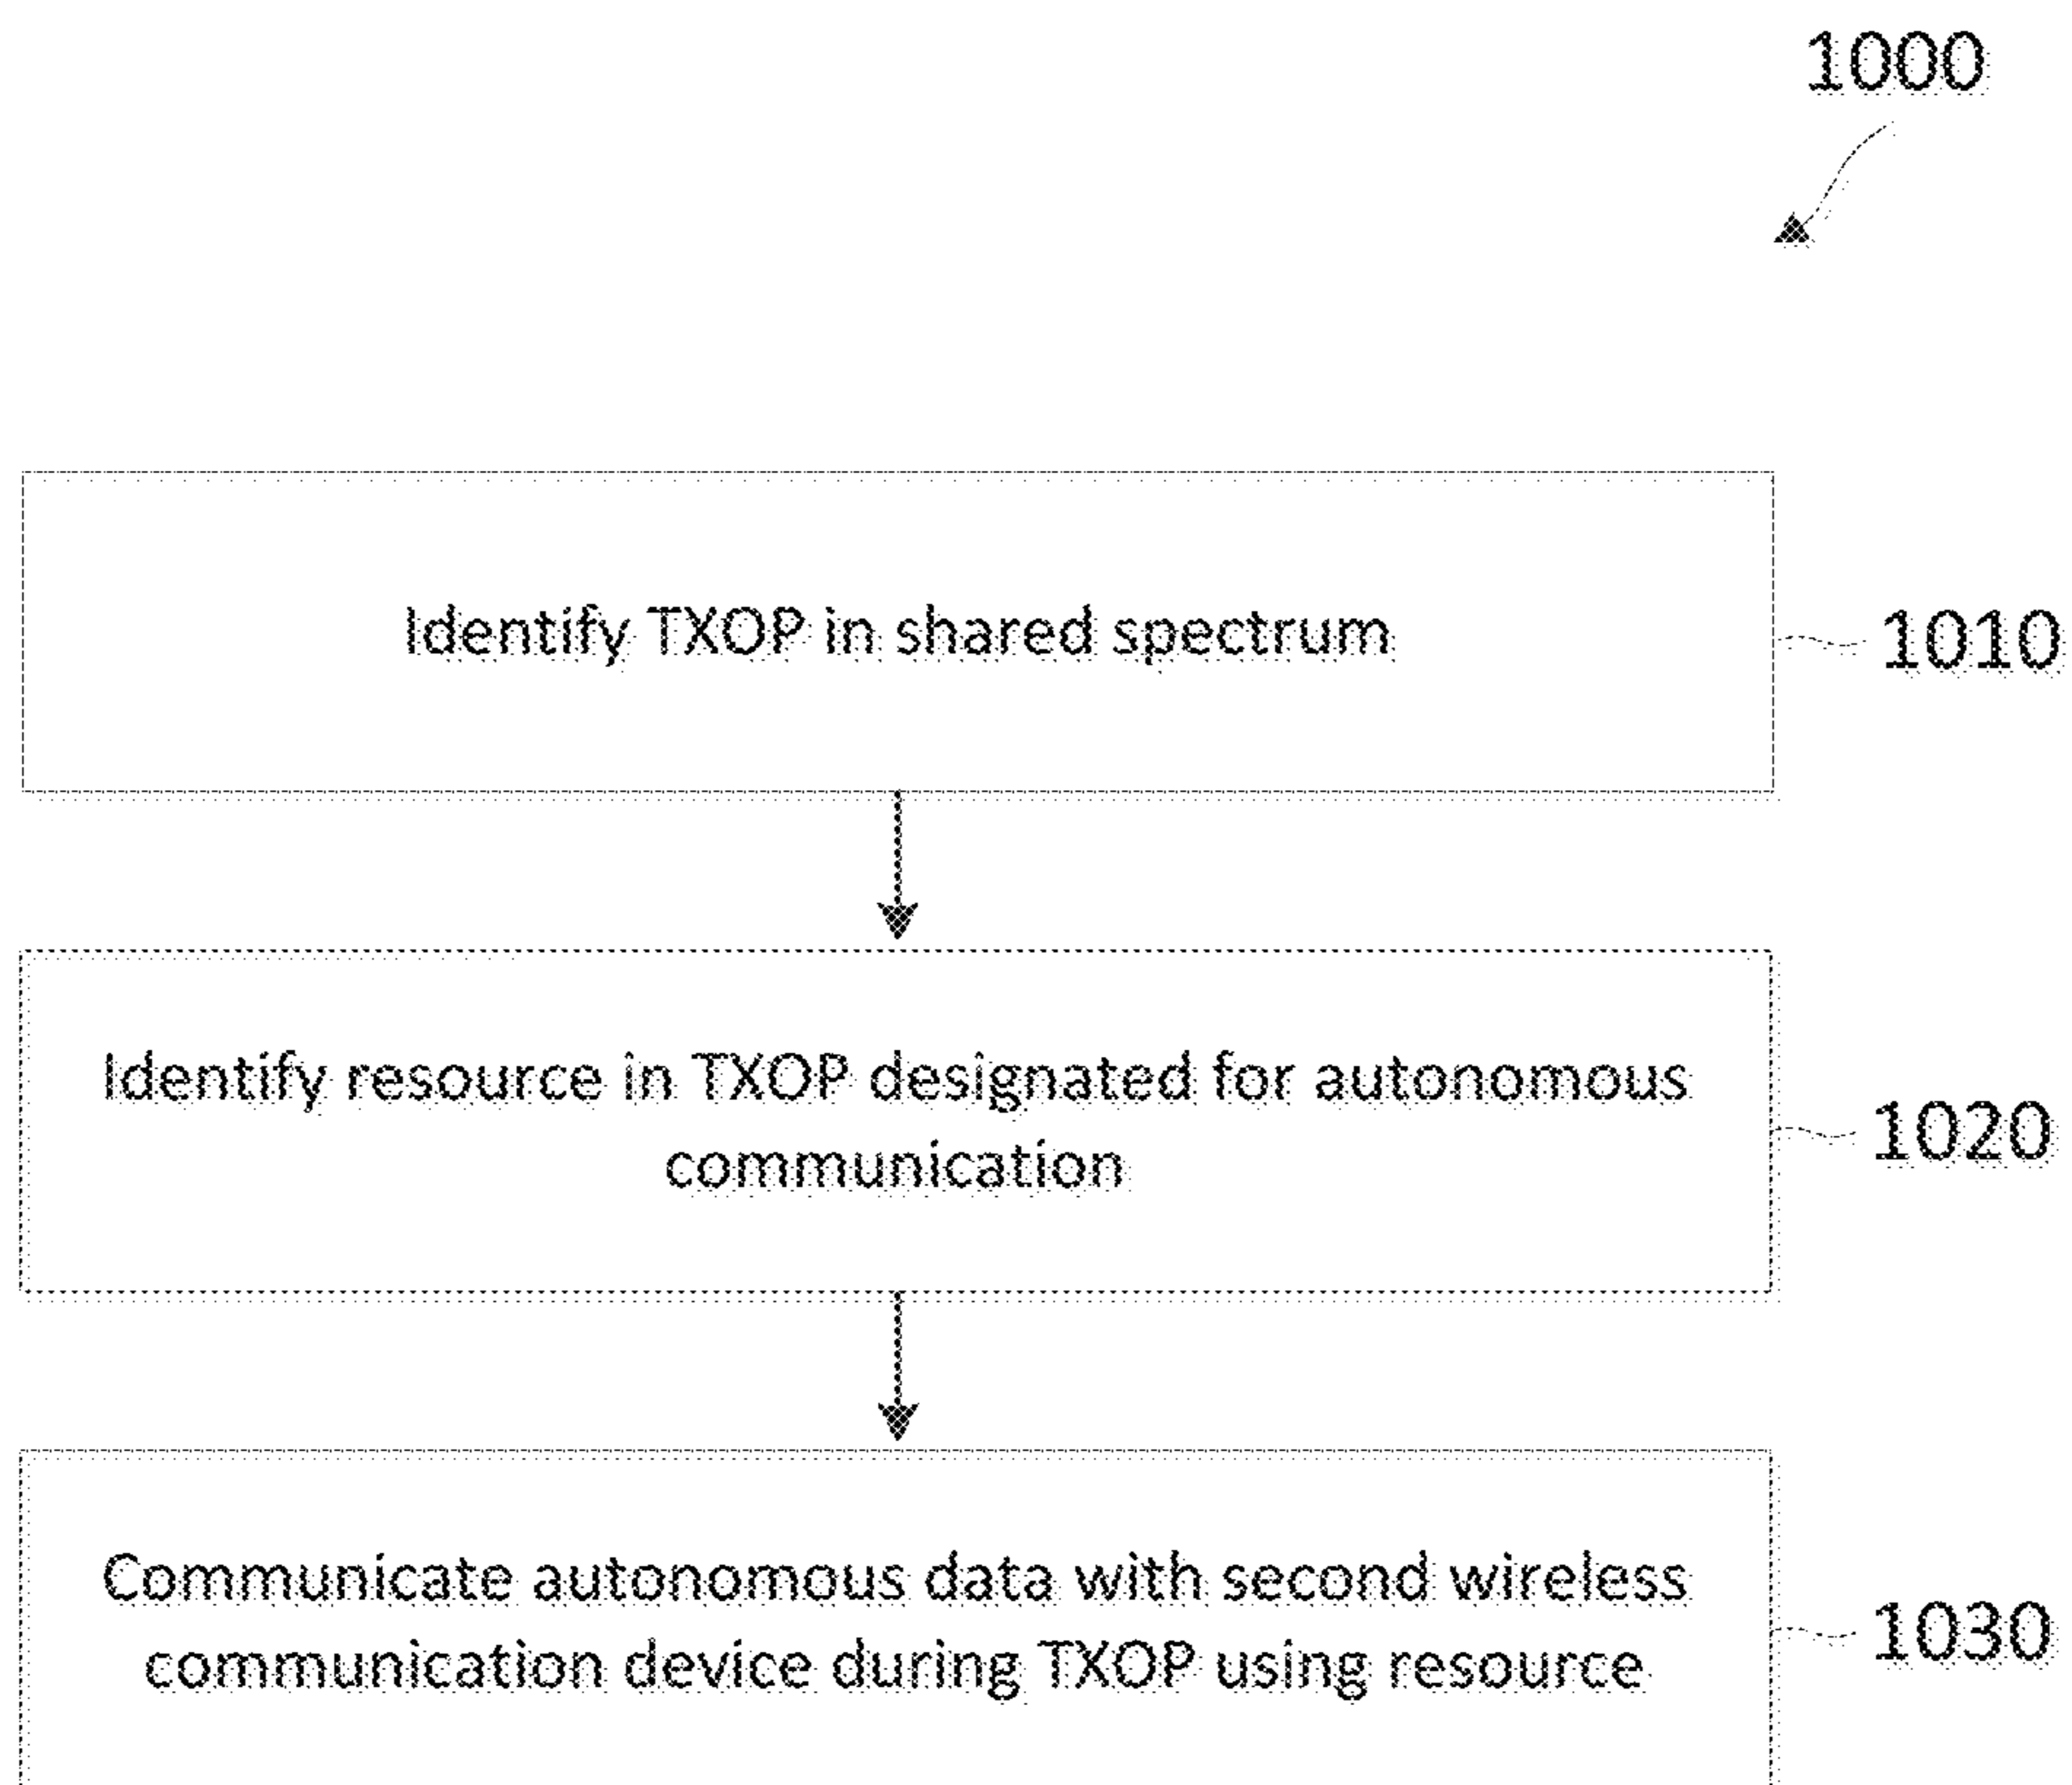 1000
Identify TXOP in shared spectrum
1010
Identify resource in TXOP designated for autonomous
communication
1020
Communicate autonomous data with second wireless
communication device during TXOP using resource
1030